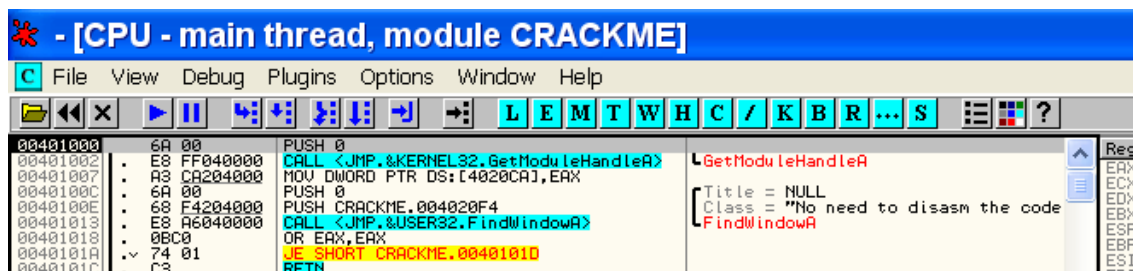 - [CPU - main thread, module CRACKME]
C File View Debug Plugins Options Window Help
L E M T W H C / K B R ... S ?
00401000 6A 00 PUSH 0 Reg
00401002 . E8 FF040000 CALL <JMP.&KERNEL32.GetModuleHandleA> GetModuleHandleA EAX
00401007 . A3 CA204000 MOV DWORD PTR DS:[4020CA],EAX ECX
0040100C . 6A 00 PUSH 0 Title = NULL EDX
0040100E . 68 F4204000 PUSH CRACKME.004020F4 Class = "No need to disasm the code EBX
00401013 . E8 A6040000 CALL <JMP.&USER32.FindWindowA> FindWindowA ESP
00401018 . 0BC0 OR EAX,EAX EBP
0040101A .v 74 01 JE SHORT CRACKME.0040101D ESI
0040101C . C3 RETN